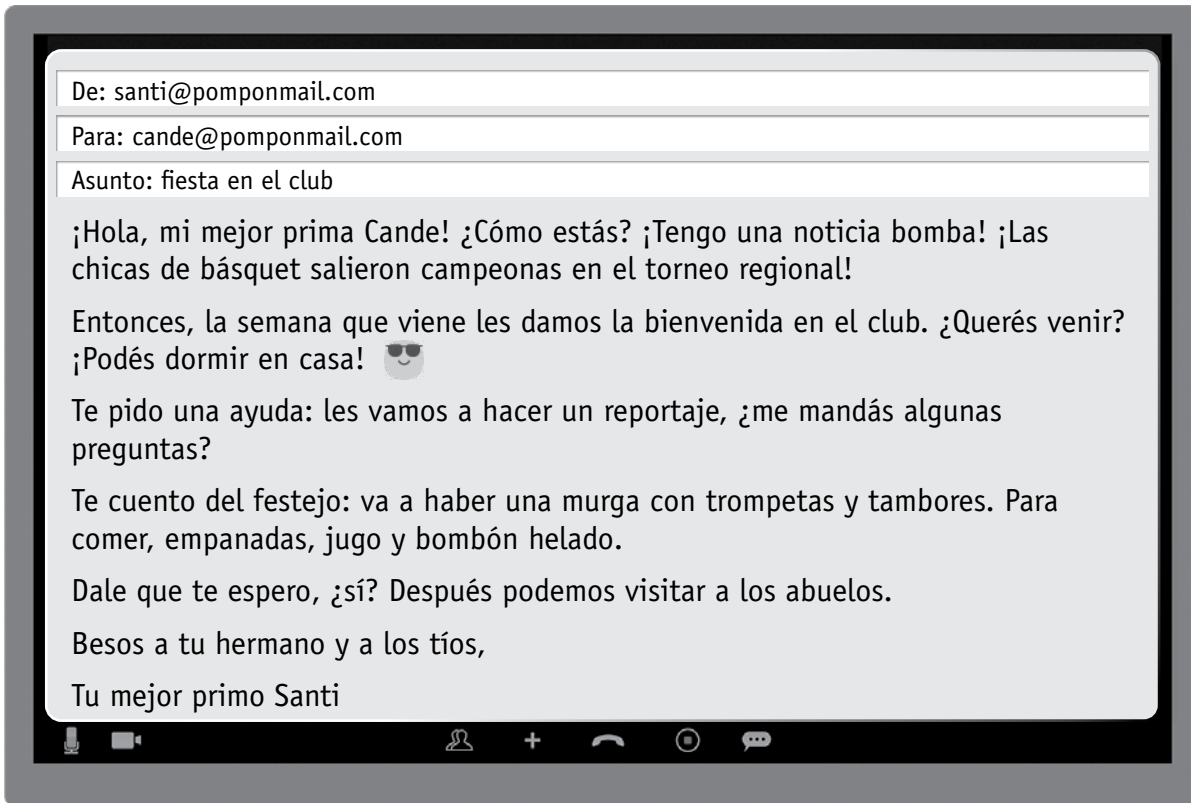 De: santi@pomponmail.com
Para: cande@pomponmail.com
Asunto: fiesta en el club
¡Hola, mi mejor prima Cande! ¿Cómo estás? ¡Tengo una noticia bomba! ¡Las
chicas de básquet salieron campeonas en el torneo regional!
Entonces, la semana que viene les damos la bienvenida en el club. ¿Querés venir?
¡Podés dormir en casa!
Te pido una ayuda: les vamos a hacer un reportaje, ¿me mandás algunas
preguntas?
Te cuento del festejo: va a haber una murga con trompetas y tambores. Para
comer, empanadas, jugo y bombón helado.
Dale que te espero, ¿sí? Después podemos visitar a los abuelos.
Besos a tu hermano y a los tíos,
Tu mejor primo Santi